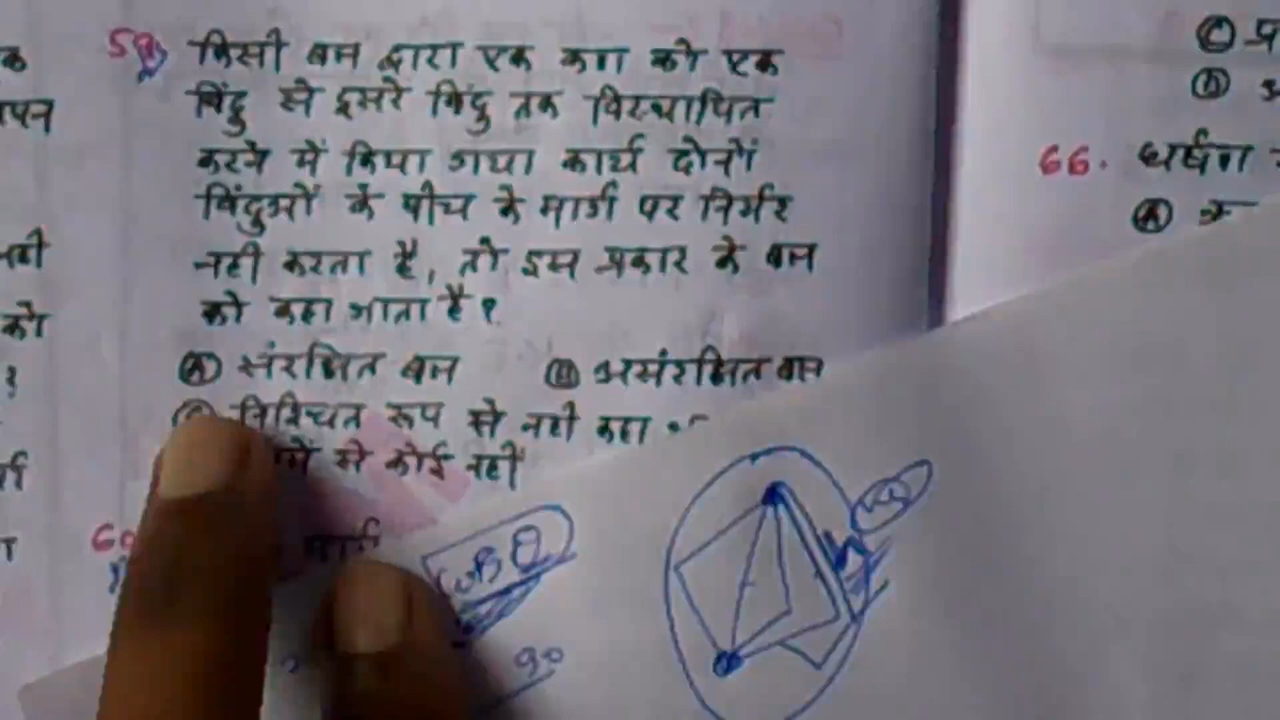 59. किसी बल द्वारा एक कण को एक
बिंदु से दूसरे बिंदु तक विस्थापित
करने में किया गया कार्य दोनों
बिंदुओं के बीच के मार्ग पर निर्भर
नही करता है, तो इस प्रकार के बल
को कहा जाता है?
Ⓐ संरक्षित बल Ⓑ असंरक्षित बल
Ⓒ निश्चित रूप से नही कहा
में से कोई नहीं
मार्ग
90
Ⓒ
Ⓓ
66. घर्षण
Ⓐ
को
?